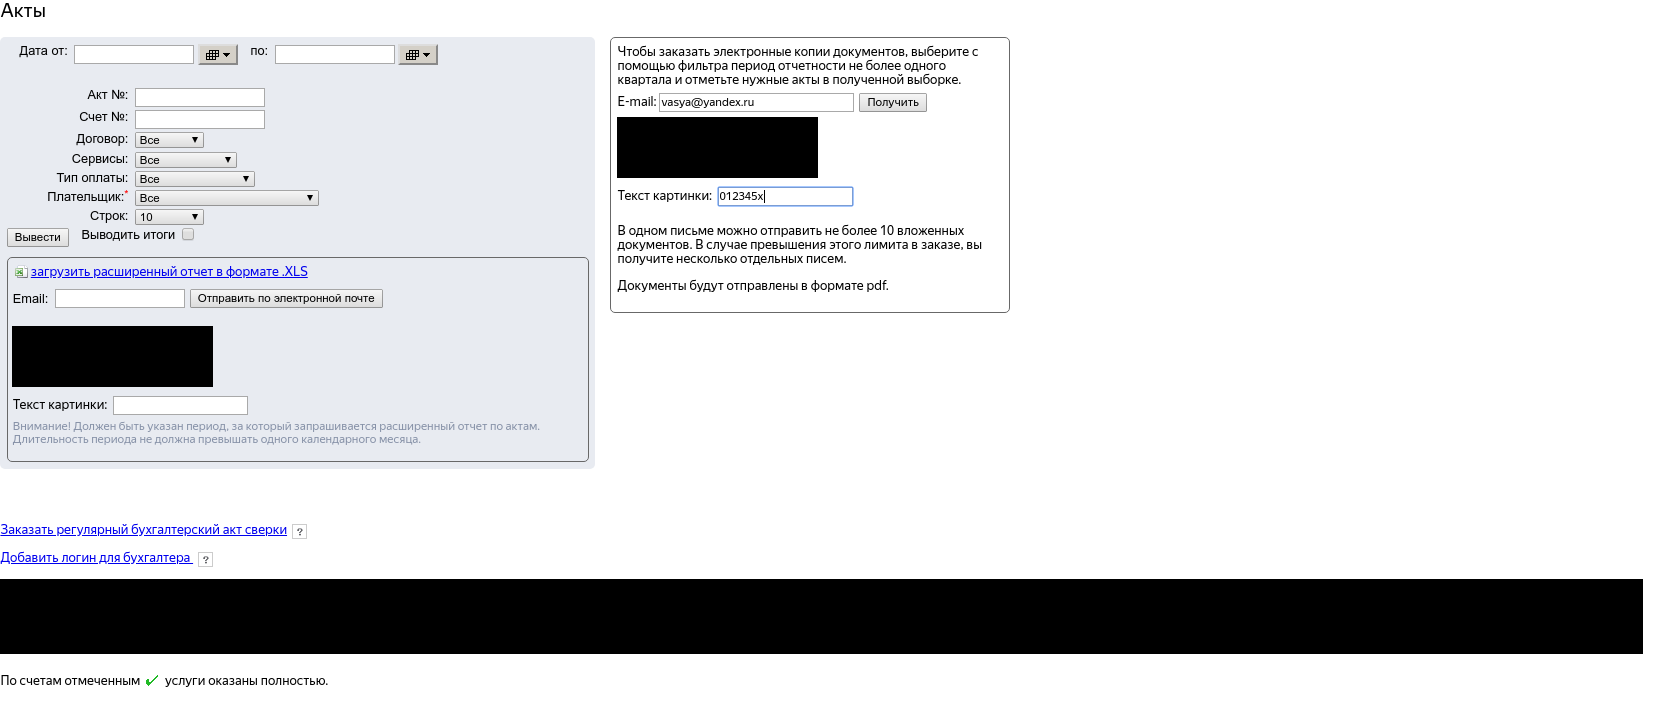 Акты
Дата от: по:
Акт №:
Счет №:
Договор: Все
Сервисы: Все
Тип оплаты: Все
Плательщик:* Все
Строк: 10
Вывести Выводить итоги
загрузить расширенный отчет в формате .XLS
Email: Отправить по электронной почте
Текст картинки:
Внимание! Должен быть указан период, за который запрашивается расширенный отчет по актам.
Длительность периода не должна превышать одного календарного месяца.
Чтобы заказать электронные копии документов, выберите с
помощью фильтра период отчетности не более одного
квартала и отметьте нужные акты в полученной выборке.
E-mail: vasya@yandex.ru Получить
Текст картинки: 012345x
В одном письме можно отправить не более 10 вложенных
документов. В случае превышения этого лимита в заказе, вы
получите несколько отдельных писем.
Документы будут отправлены в формате pdf.
Заказать регулярный бухгалтерский акт сверки ?
Добавить логин для бухгалтера ?
По счетам отмеченным ✓ услуги оказаны полностью.